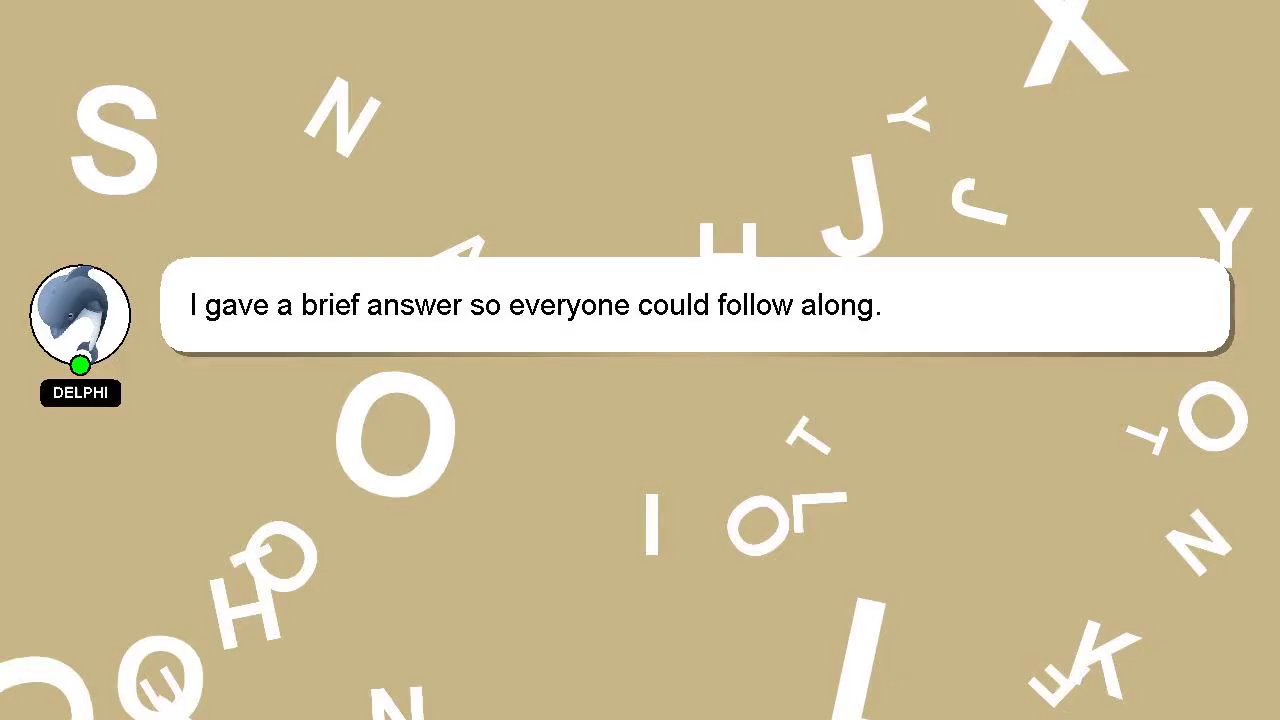 I gave a brief answer so everyone could follow along.
DELPHI
S
N
X
Y
J
J
Y
A
H
O
T
T
O
I
O
L
N
O
T
H
O
N
K
E